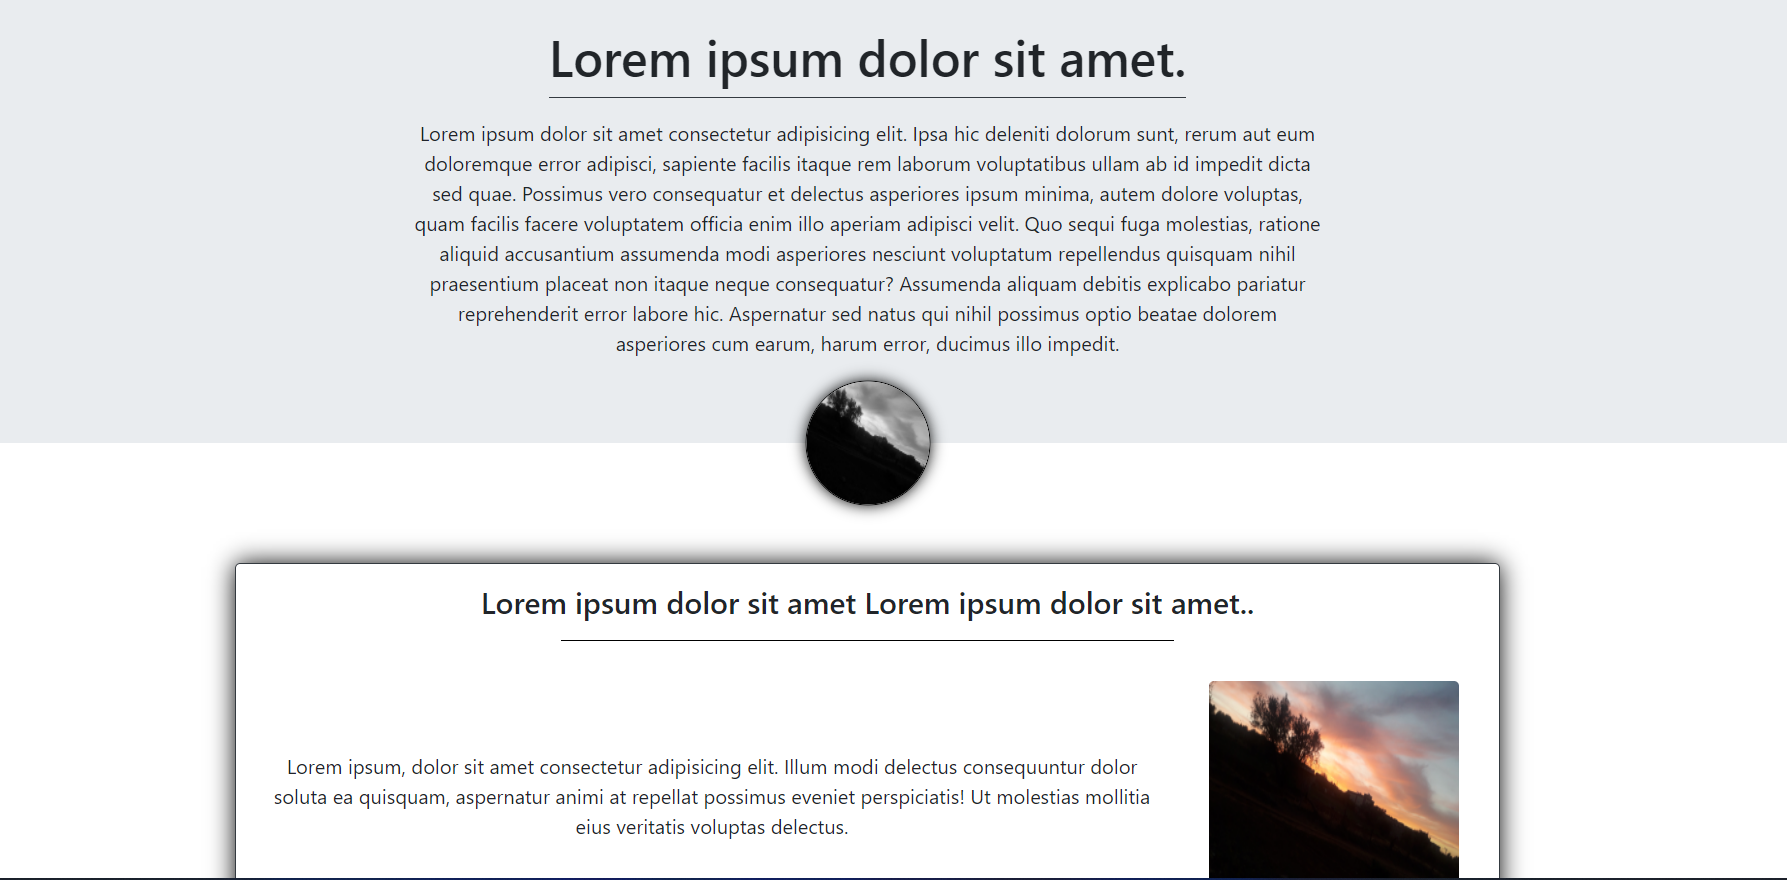 Lorem ipsum dolor sit amet.
Lorem ipsum dolor sit amet consectetur adipisicing elit. Ipsa hic deleniti dolorum sunt, rerum aut eum
doloremque error adipisci, sapiente facilis itaque rem laborum voluptatibus ullam ab id impedit dicta
sed quae. Possimus vero consequatur et delectus asperiores ipsum minima, autem dolore voluptas,
quam facilis facere voluptatem officia enim illo aperiam adipisci velit. Quo sequi fuga molestias, ratione
aliquid accusantium assumenda modi asperiores nesciunt voluptatum repellendus quisquam nihil
praesentium placeat non itaque neque consequatur? Assumenda aliquam debitis explicabo pariatur
reprehenderit error labore hic. Aspernatur sed natus qui nihil possimus optio beatae dolorem
asperiores cum earum, harum error, ducimus illo impedit.
Lorem ipsum dolor sit amet Lorem ipsum dolor sit amet..
Lorem ipsum, dolor sit amet consectetur adipisicing elit. Illum modi delectus consequuntur dolor
soluta ea quisquam, aspernatur animi at repellat possimus eveniet perspiciatis! Ut molestias mollitia
eius veritatis voluptas delectus.